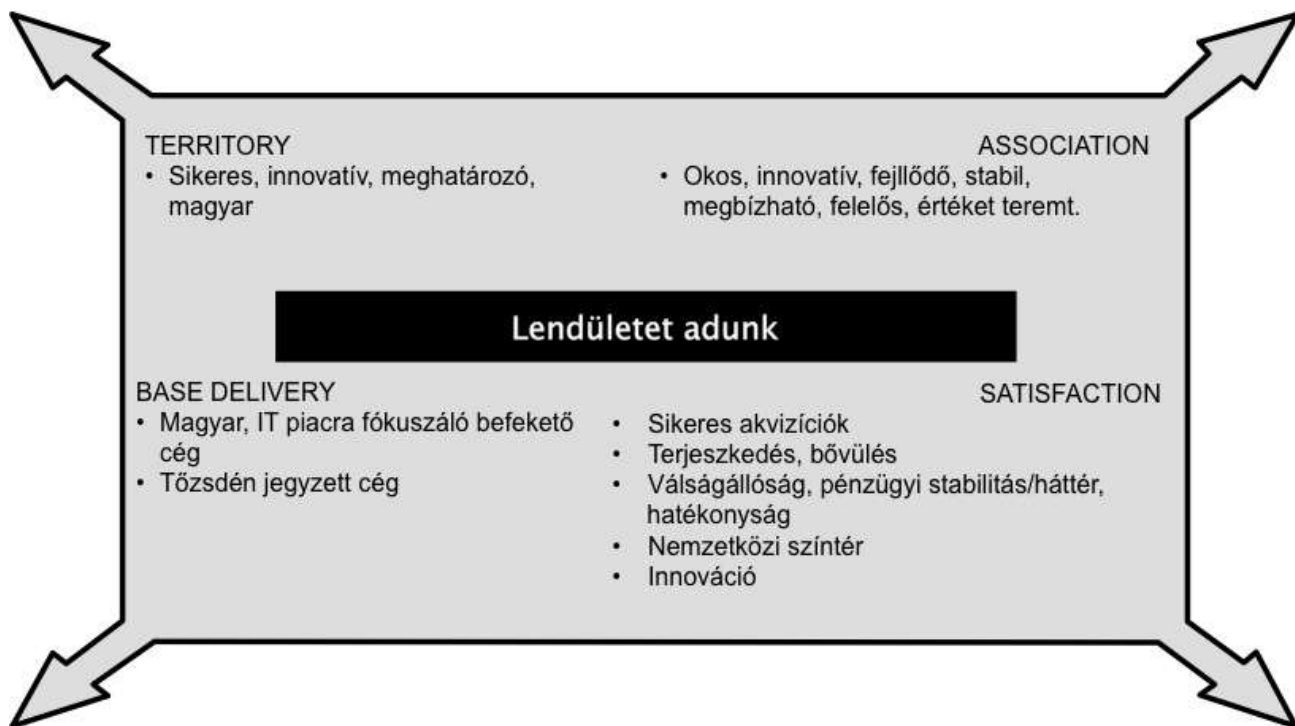 TERRITORY
• Sikeres, innovatív, meghatározó,
magyar
ASSOCIATION
• Okos, innovatív, fejllődő, stabil,
megbízható, felelős, értéket teremt.
Lendületet adunk
BASE DELIVERY
• Magyar, IT piacra fókuszáló befekető
cég
• Tőzsdén jegyzett cég
SATISFACTION
• Sikeres akvizíciók
• Terjeszkedés, bővülés
• Válságállóság, pénzügyi stabilitás/háttér,
hatékonyság
• Nemzetközi színtér
• Innováció